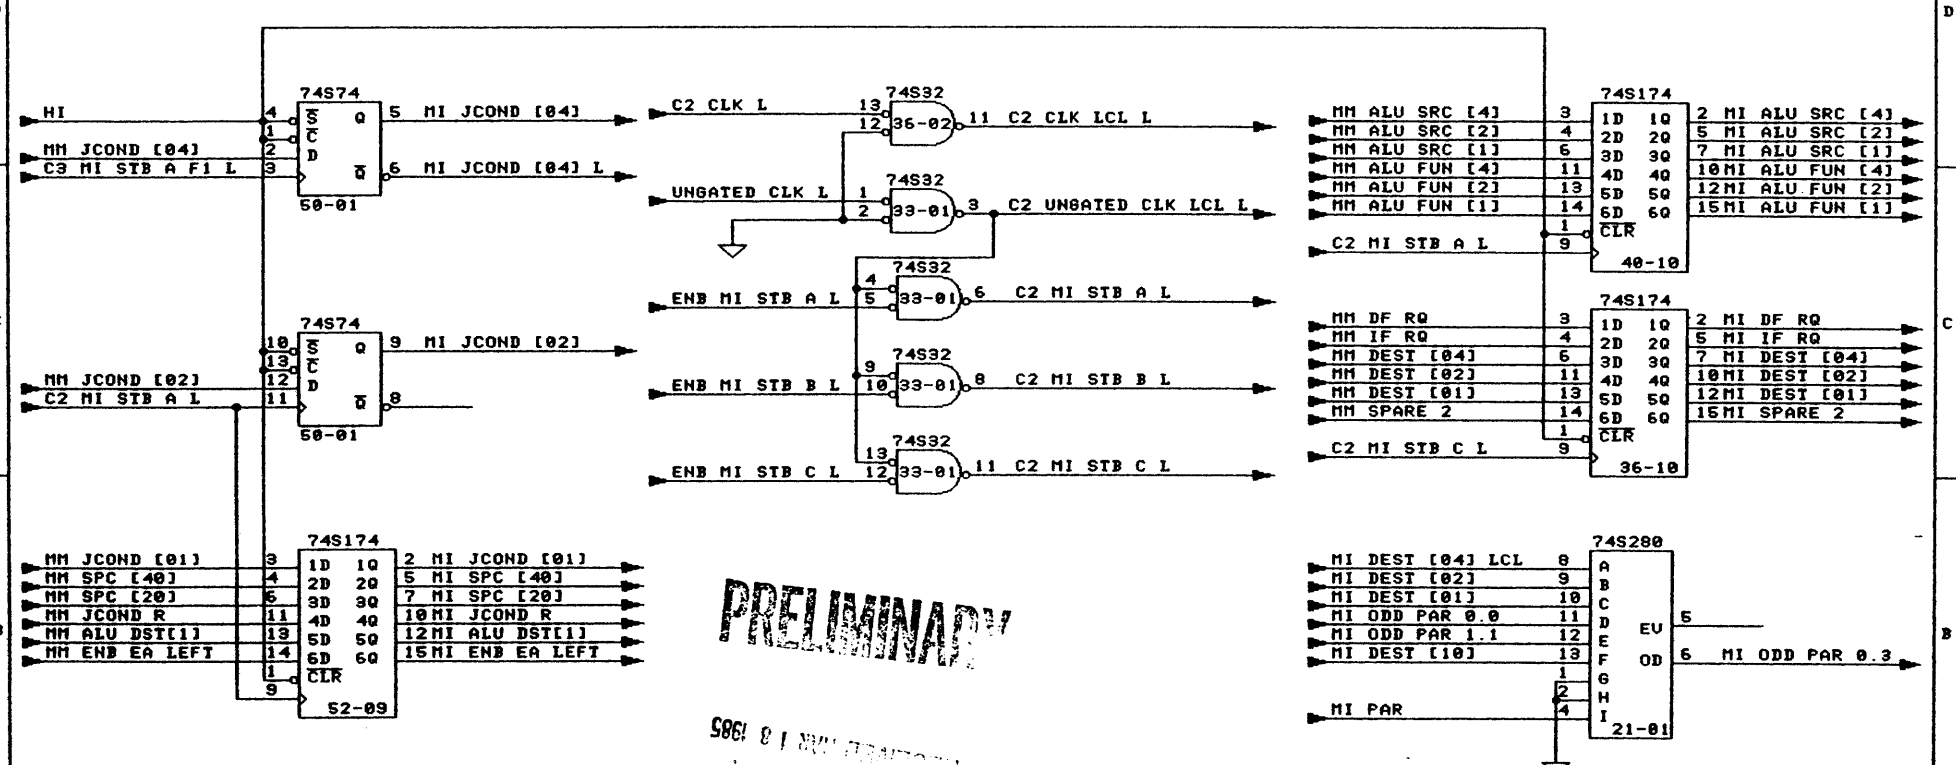 D
74S74
HI 4 S Q 5 MI JCOND [04]
1 C
MM JCOND [04] 2 D
C3 MI STB A F1 L 3 Q 6 MI JCOND [04] L
50-01
74S74
10 S Q 9 MI JCOND [02]
13 C
MM JCOND [02] 12 D
C2 MI STB A L 11 Q 8
50-01
74S174
MM JCOND [01] 3 1D 1Q 2 MI JCOND [01]
MM SPC [40] 4 2D 2Q 5 MI SPC [40]
MM SPC [20] 6 3D 3Q 7 MI SPC [20]
MM JCOND R 11 4D 4Q 10 MI JCOND R
MM ALU DST[1] 13 5D 5Q 12 MI ALU DST[1]
MM ENB EA LEFT 14 6D 6Q 15 MI ENB EA LEFT
1 CLR
9
52-09
74S32
C2 CLK L 13
12 36-02 11 C2 CLK LCL L
74S32
UNGATED CLK L 1
2 33-01 3 C2 UNGATED CLK LCL L
74S32
4
ENB MI STB A L 5 33-01 6 C2 MI STB A L
74S32
9
ENB MI STB B L 10 33-01 8 C2 MI STB B L
74S32
13
ENB MI STB C L 12 33-01 11 C2 MI STB C L
PRELIMINARY
MAR 13 1985
74S174
MM ALU SRC [4] 3 1D 1Q 2 MI ALU SRC [4]
MM ALU SRC [2] 4 2D 2Q 5 MI ALU SRC [2]
MM ALU SRC [1] 6 3D 3Q 7 MI ALU SRC [1]
MM ALU FUN [4] 11 4D 4Q 10 MI ALU FUN [4]
MM ALU FUN [2] 13 5D 5Q 12 MI ALU FUN [2]
MM ALU FUN [1] 14 6D 6Q 15 MI ALU FUN [1]
1 CLR
C2 MI STB A L 9
40-10
74S174
MM DF RQ 3 1D 1Q 2 MI DF RQ
MM IF RQ 4 2D 2Q 5 MI IF RQ
MM DEST [04] 6 3D 3Q 7 MI DEST [04]
MM DEST [02] 11 4D 4Q 10 MI DEST [02]
MM DEST [01] 13 5D 5Q 12 MI DEST [01]
MM SPARE 2 14 6D 6Q 15 MI SPARE 2
1 CLR
C2 MI STB C L 9
36-10
C
74S280
MI DEST [04] LCL 8 A
MI DEST [02] 9 B
MI DEST [01] 10 C
MI ODD PAR 0.0 11 D
MI ODD PAR 1.1 12 E EV 5
MI DEST [10] 13 F OD 6 MI ODD PAR 0.3
1 G
2 H
MI PAR 4 I
21-01
B